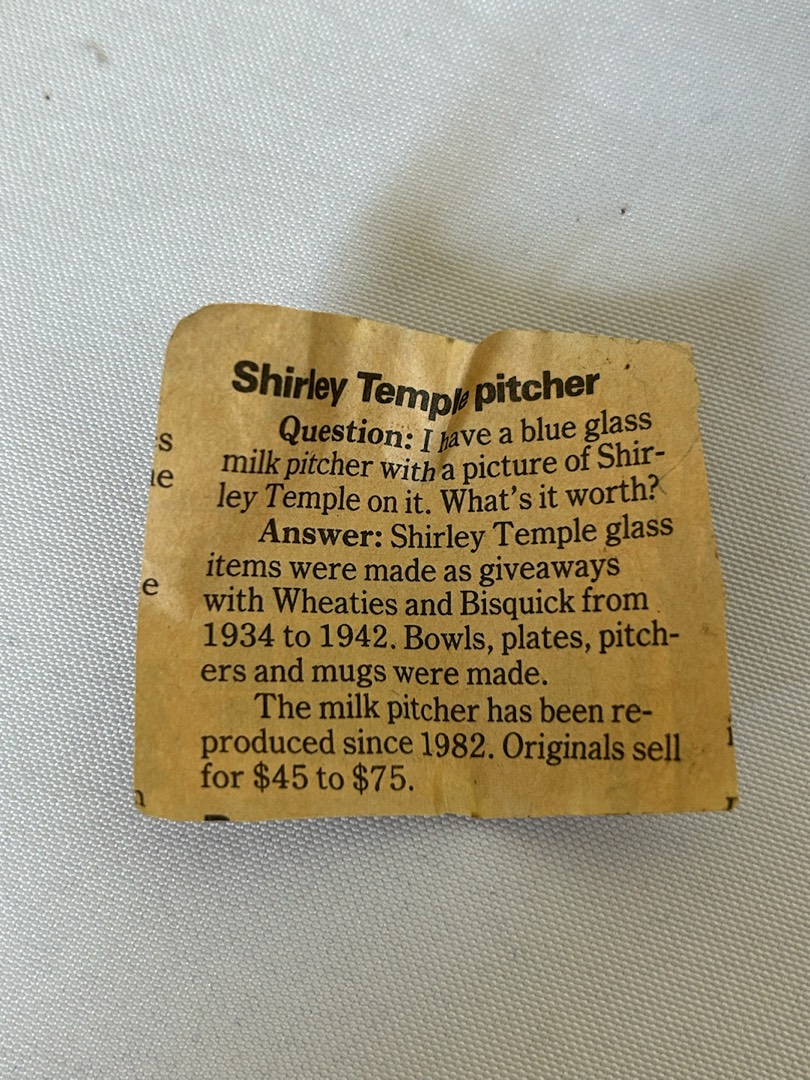 Shirley Temple pitcher
Question: I have a blue glass
milk pitcher with a picture of Shir-
ley Temple on it. What's it worth?
Answer: Shirley Temple glass
items were made as giveaways
with Wheaties and Bisquick from
1934 to 1942. Bowls, plates, pitch-
ers and mugs were made.
The milk pitcher has been re-
produced since 1982. Originals sell
for $45 to $75.
s
e
e